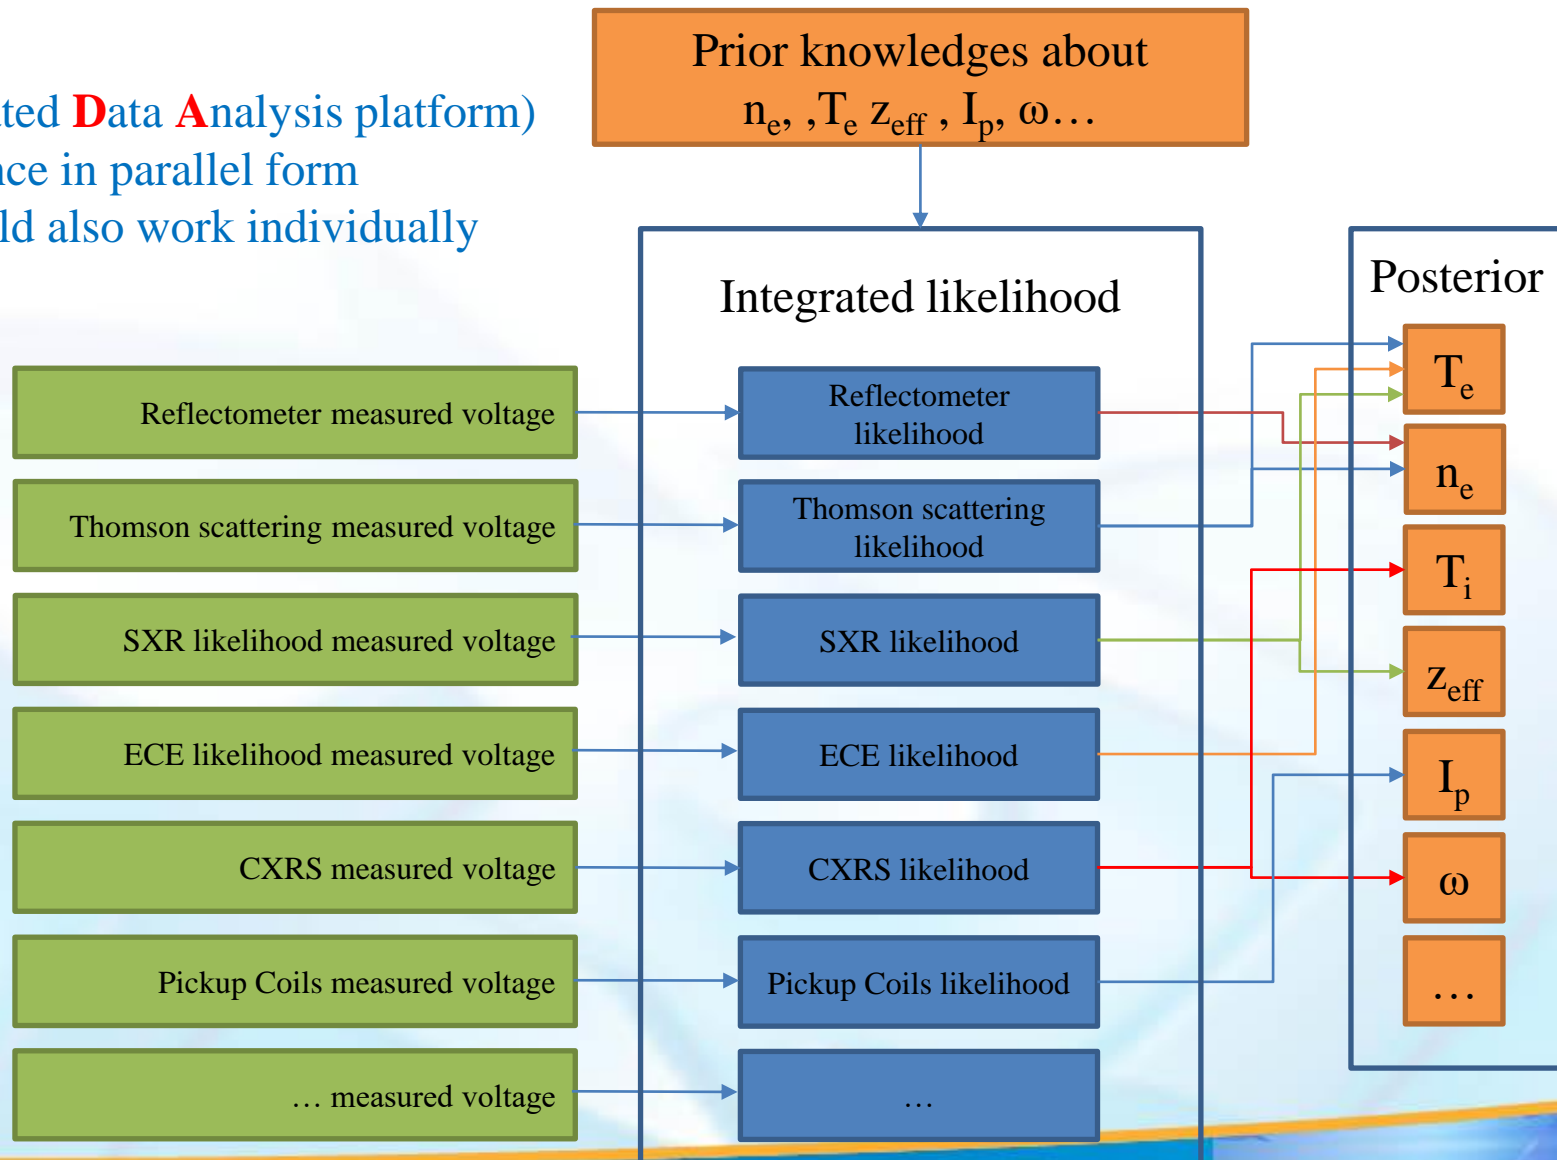 Prior knowledges about
nₑ, ,Tₑ z_eff , Iₚ, ω…
ted Data Analysis platform)
nce in parallel form
ld also work individually
Integrated likelihood
Posterior
Reflectometer measured voltage
Thomson scattering measured voltage
SXR likelihood measured voltage
ECE likelihood measured voltage
CXRS measured voltage
Pickup Coils measured voltage
… measured voltage
Reflectometer
likelihood
Thomson scattering
likelihood
SXR likelihood
ECE likelihood
CXRS likelihood
Pickup Coils likelihood
…
Tₑ
nₑ
Tᵢ
z_eff
Iₚ
ω
…